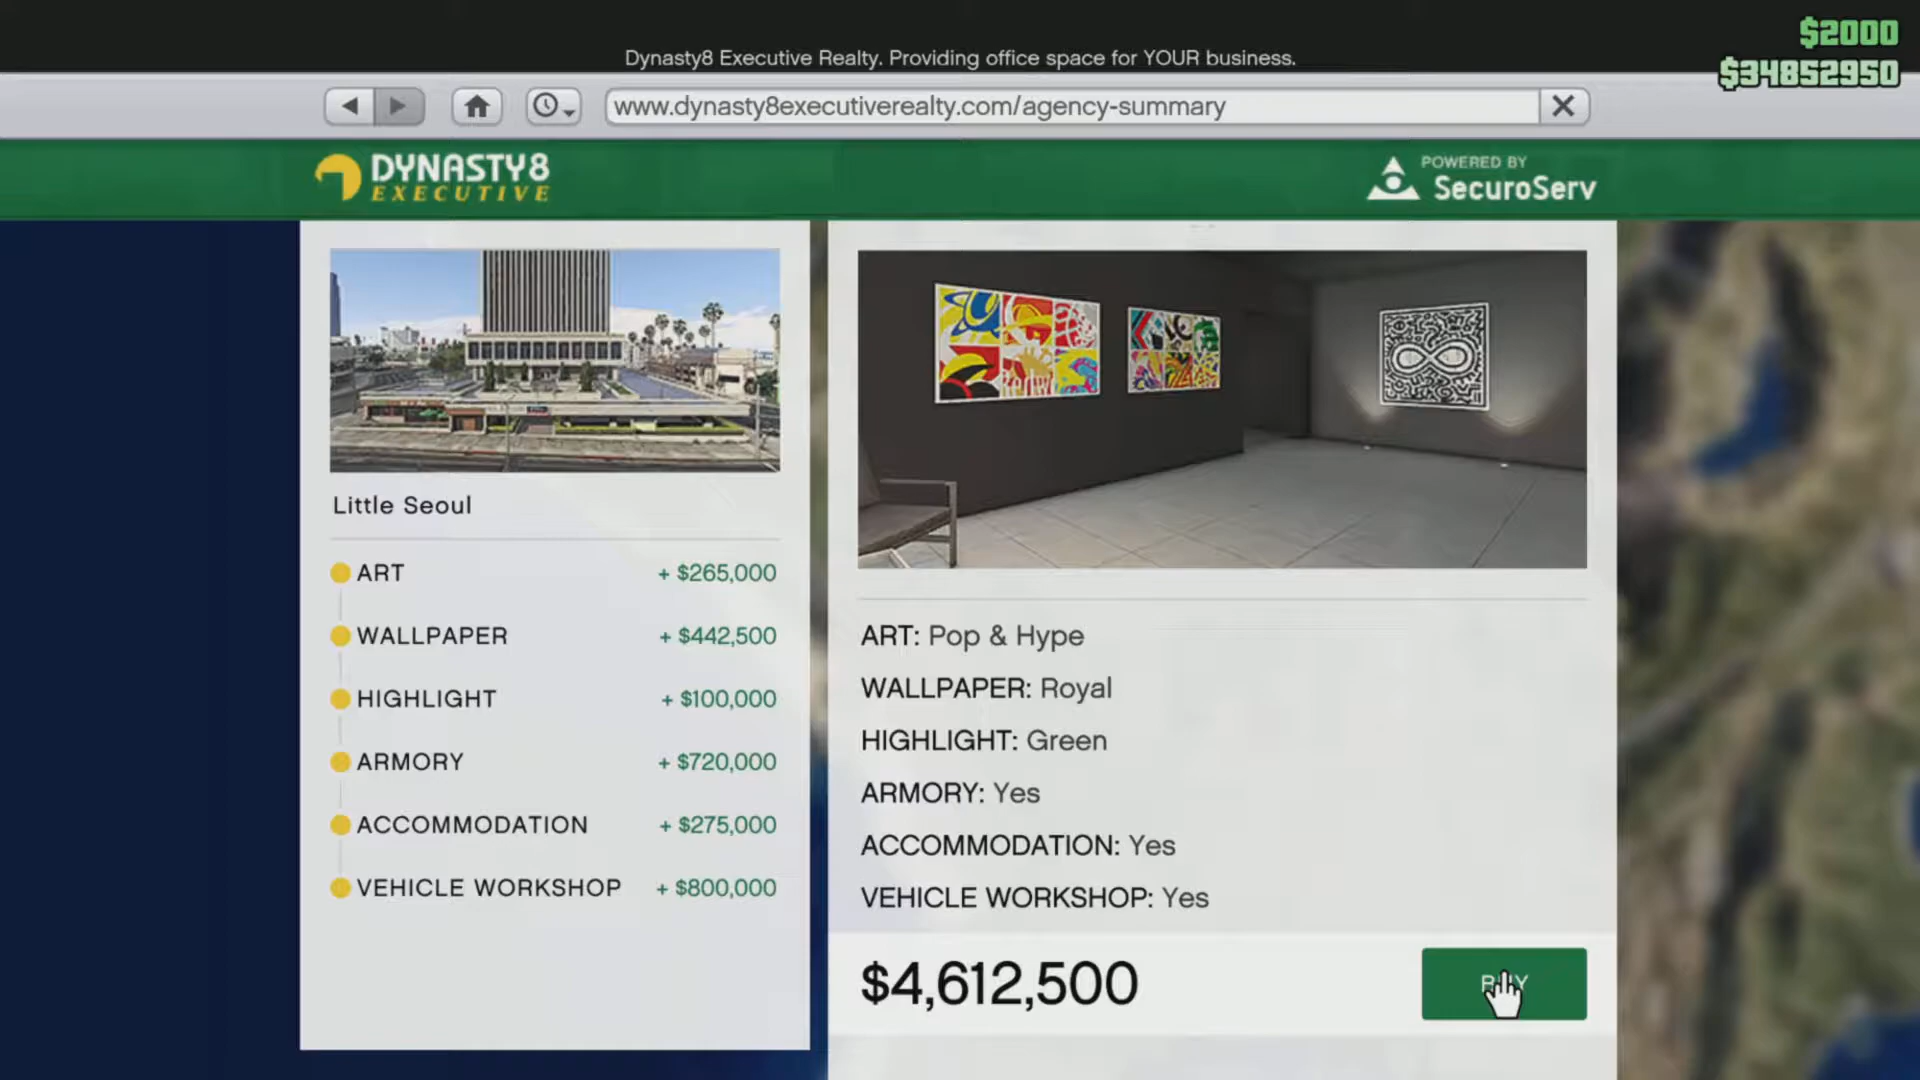 $2000
Dynasty8 Executive Realty. Providing office space for YOUR business.
$34852950
www.dynasty8executiverealty.com/agency-summary
DYNASTY8
EXECUTIVE
POWERED BY
SecuroServ
Little Seoul
ART + $265,000
WALLPAPER + $442,500
HIGHLIGHT + $100,000
ARMORY + $720,000
ACCOMMODATION + $275,000
VEHICLE WORKSHOP + $800,000
ART: Pop & Hype
WALLPAPER: Royal
HIGHLIGHT: Green
ARMORY: Yes
ACCOMMODATION: Yes
VEHICLE WORKSHOP: Yes
$4,612,500
BUY